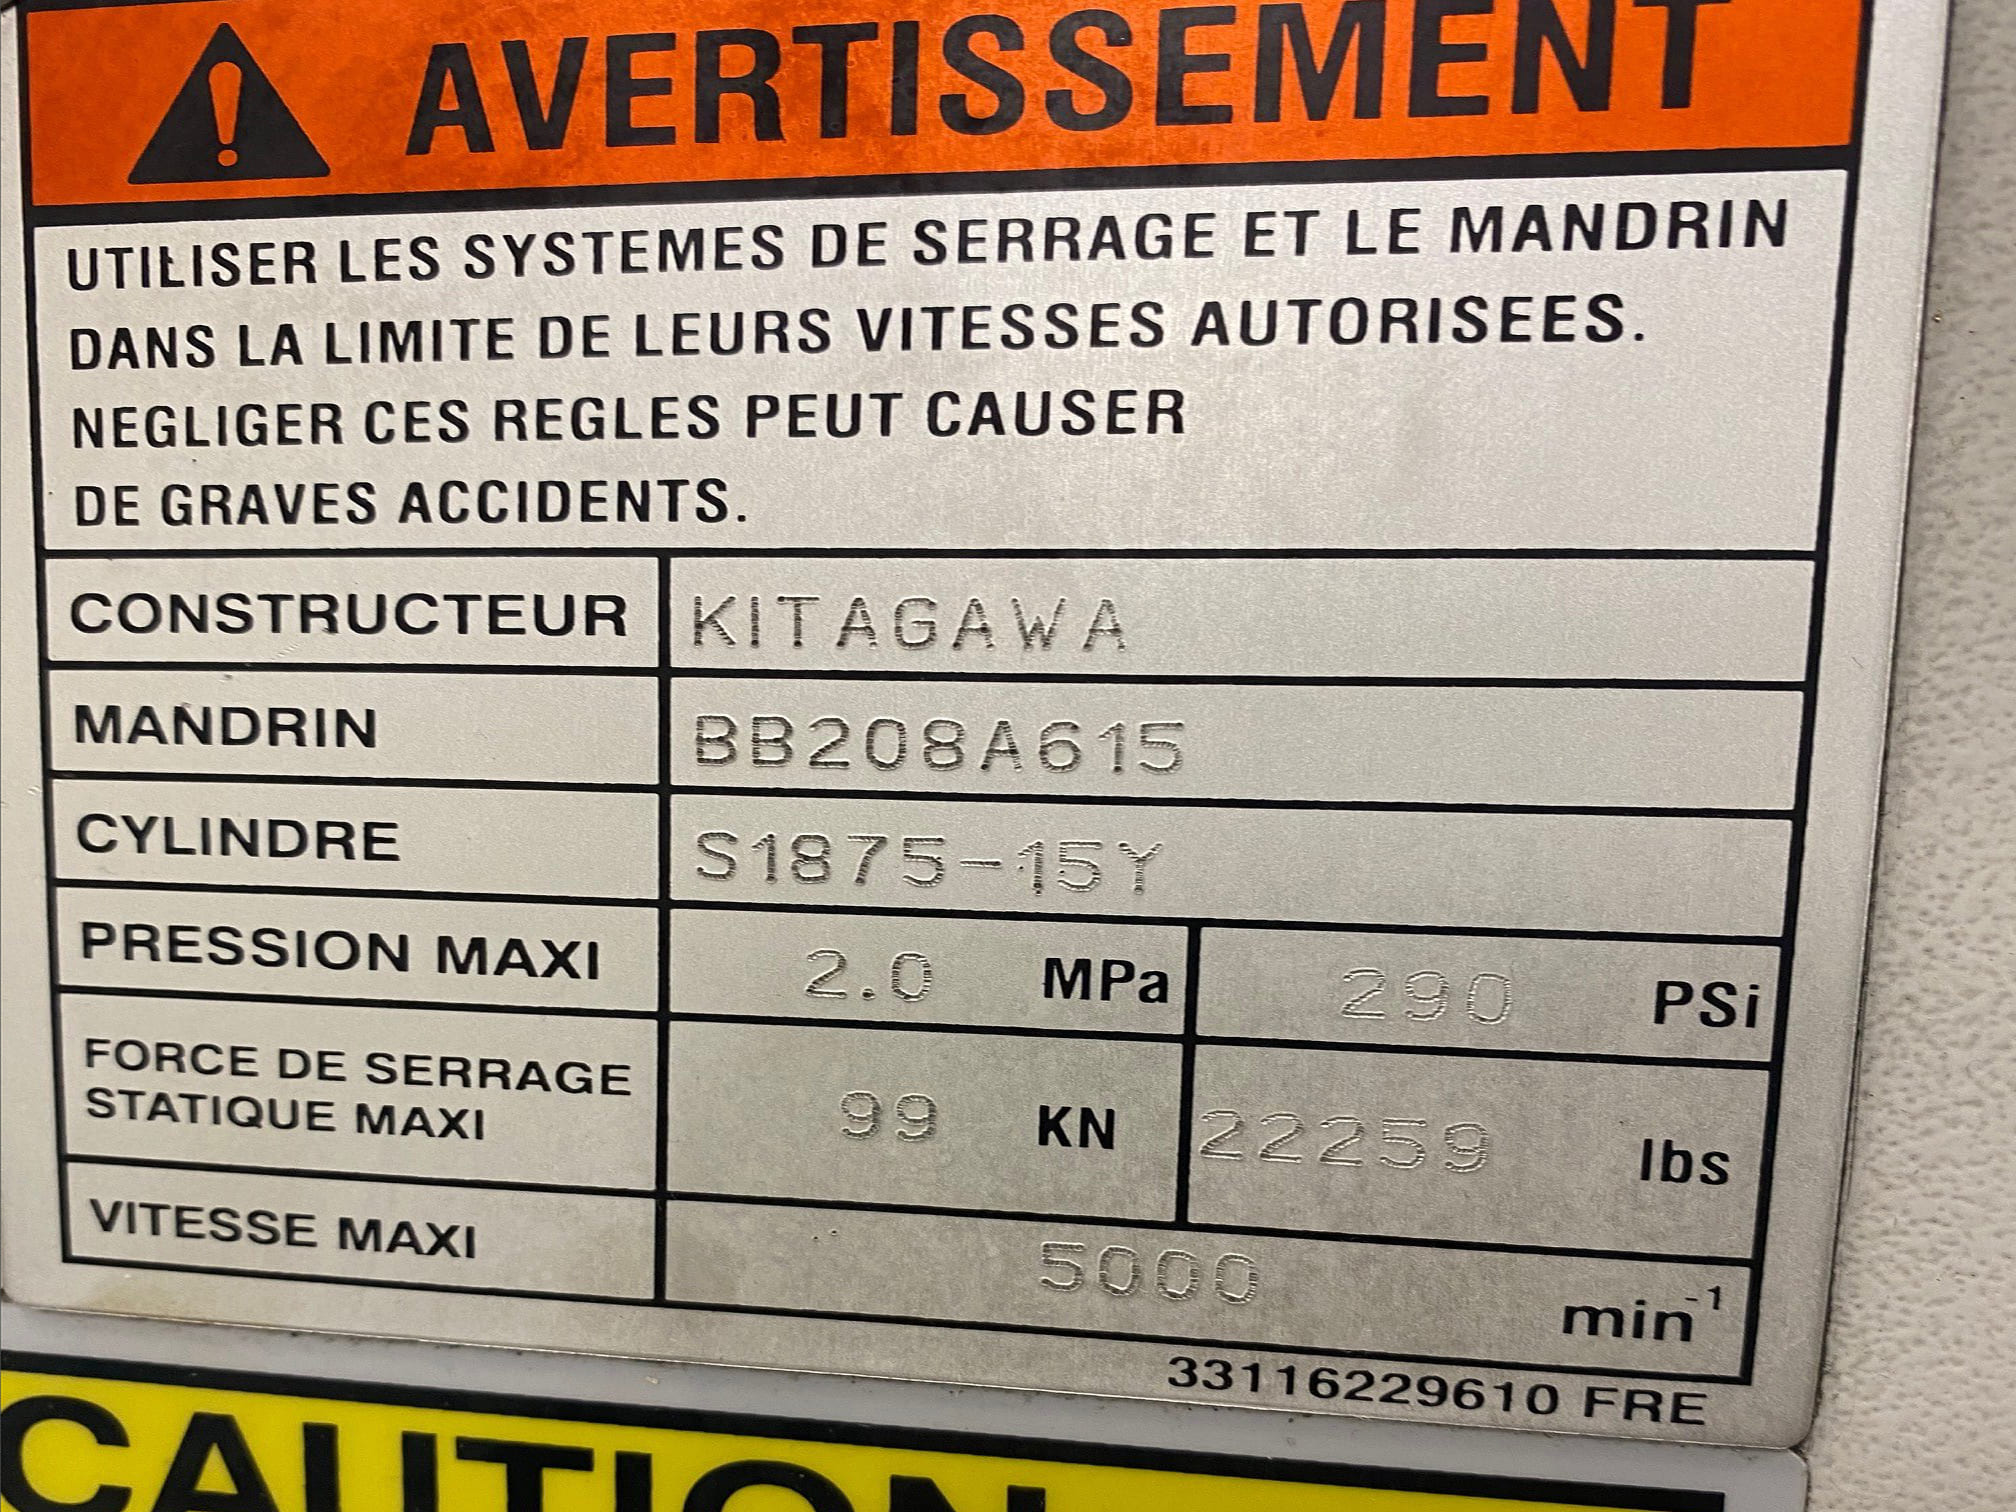 AVERTISSEMENT
UTILISER LES SYSTEMES DE SERRAGE ET LE MANDRIN
DANS LA LIMITE DE LEURS VITESSES AUTORISEES.
NEGLIGER CES REGLES PEUT CAUSER
DE GRAVES ACCIDENTS.
CONSTRUCTEUR KITAGAWA
MANDRIN BB208A615
CYLINDRE S1875-15Y
PRESSION MAXI 2.0 MPa 290 PSi
FORCE DE SERRAGE
STATIQUE MAXI 99 KN 22259 lbs
VITESSE MAXI 5000 min⁻¹
33116229610 FRE
CAUTION